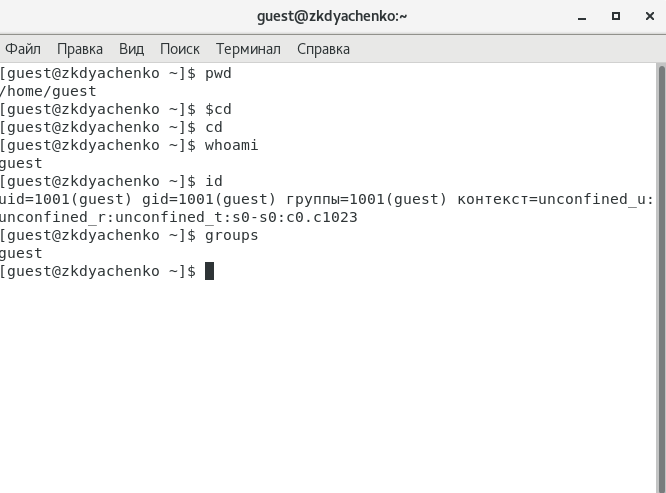 guest@zkdyachenko:~
Файл Правка Вид Поиск Терминал Справка
[guest@zkdyachenko ~]$ pwd
/home/guest
[guest@zkdyachenko ~]$ $cd
[guest@zkdyachenko ~]$ cd
[guest@zkdyachenko ~]$ whoami
guest
[guest@zkdyachenko ~]$ id
uid=1001(guest) gid=1001(guest) группы=1001(guest) контекст=unconfined_u:
unconfined_r:unconfined_t:s0-s0:c0.c1023
[guest@zkdyachenko ~]$ groups
guest
[guest@zkdyachenko ~]$